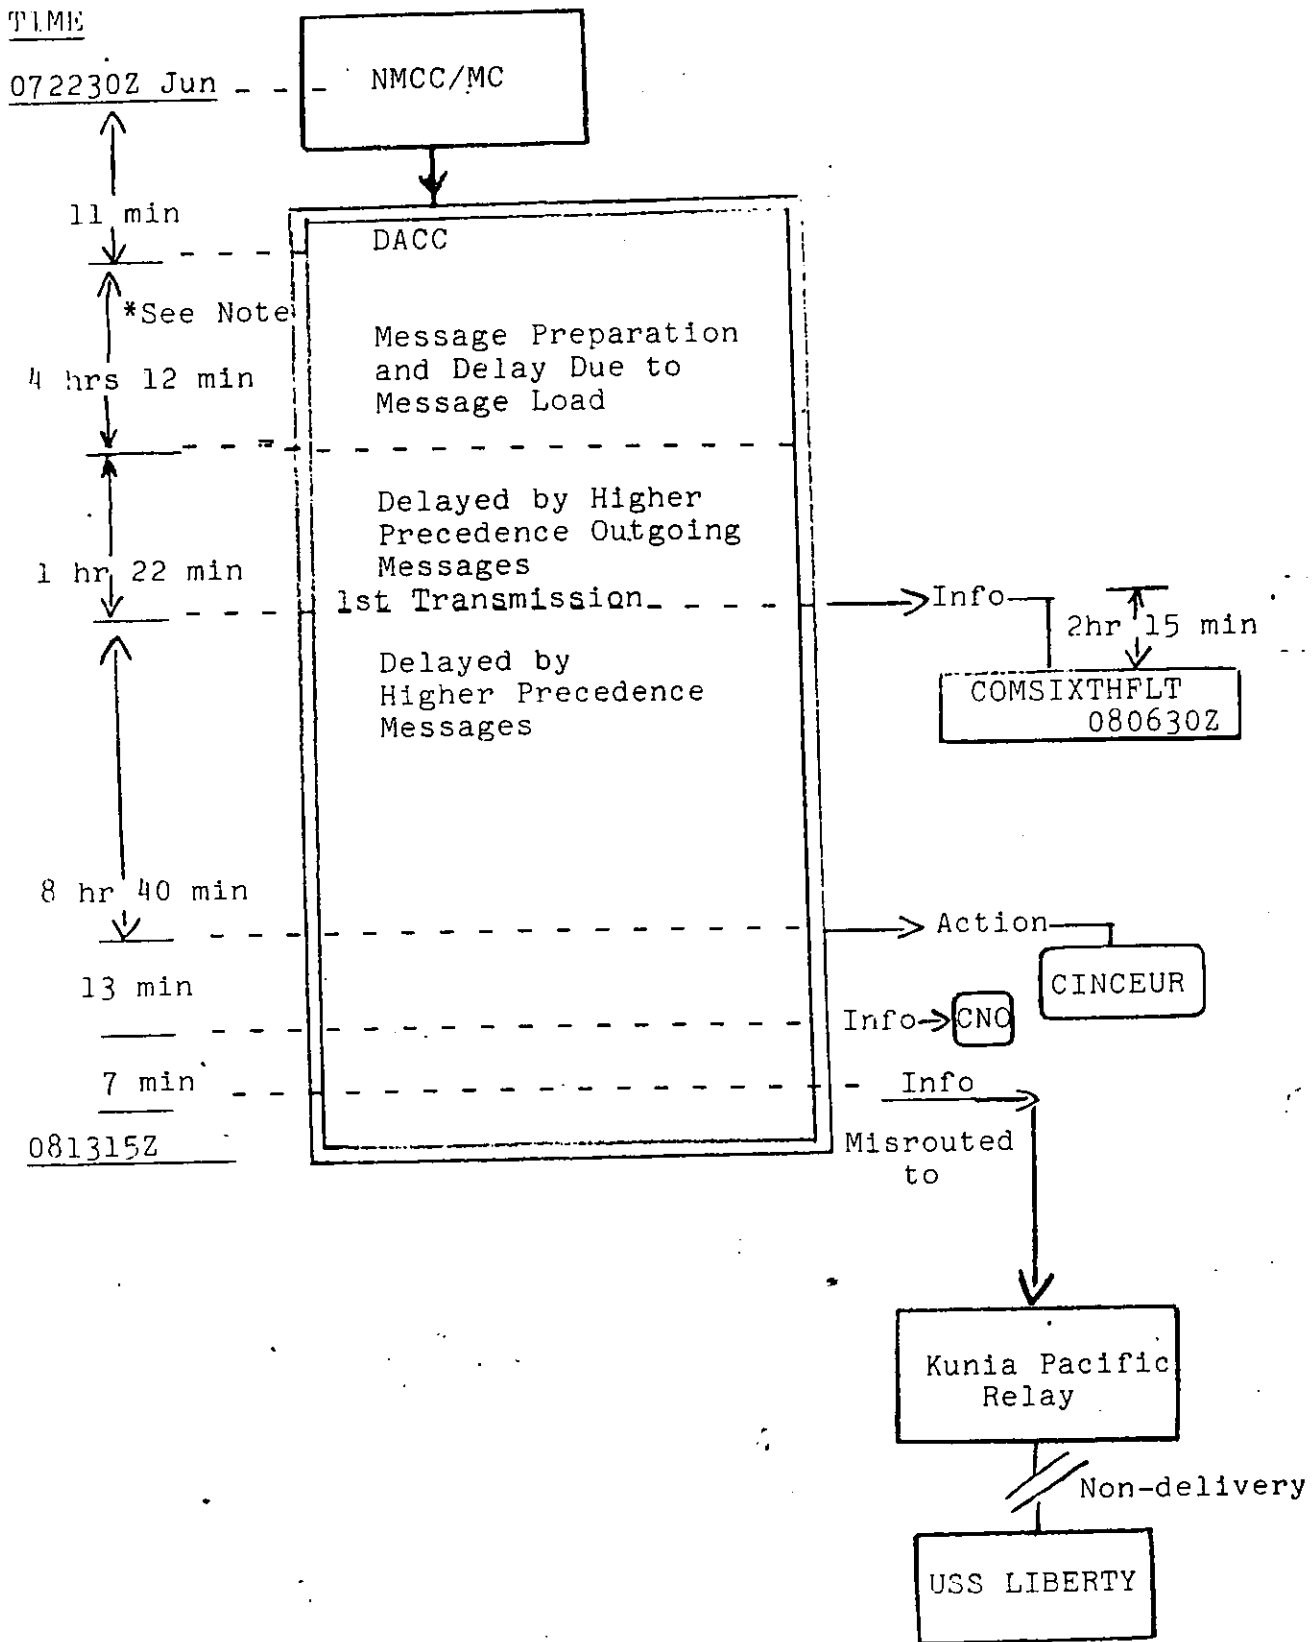 TIME
072230Z Jun
NMCC/MC
11 min
DACC
*See Note
Message Preparation
and Delay Due to
Message Load
4 hrs 12 min
Delayed by Higher
Precedence Outgoing
Messages
1 hr 22 min
1st Transmission
Info
2hr 15 min
COMSIXTHFLT
080630Z
Delayed by
Higher Precedence
Messages
8 hr 40 min
Action
CINCEUR
13 min
Info
CNO
7 min
Info
081315Z
Misrouted
to
Kunia Pacific
Relay
Non-delivery
USS LIBERTY